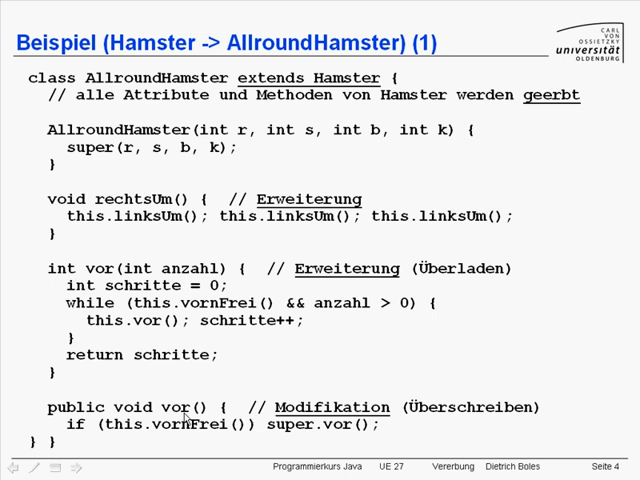 Beispiel (Hamster -> AllroundHamster) (1)
CARL
VON
OSSIETZKY
universität
OLDENBURG
class AllroundHamster extends Hamster {
// alle Attribute und Methoden von Hamster werden geerbt
AllroundHamster(int r, int s, int b, int k) {
super(r, s, b, k);
}
void rechtsUm() { // Erweiterung
this.linksUm(); this.linksUm(); this.linksUm();
}
int vor(int anzahl) { // Erweiterung (Überladen)
int schritte = 0;
while (this.vornFrei() && anzahl > 0) {
this.vor(); schritte++;
}
return schritte;
}
public void vor() { // Modifikation (Überschreiben)
if (this.vornFrei()) super.vor();
} }
Programmierkurs Java UE 27 Vererbung Dietrich Boles Seite 4